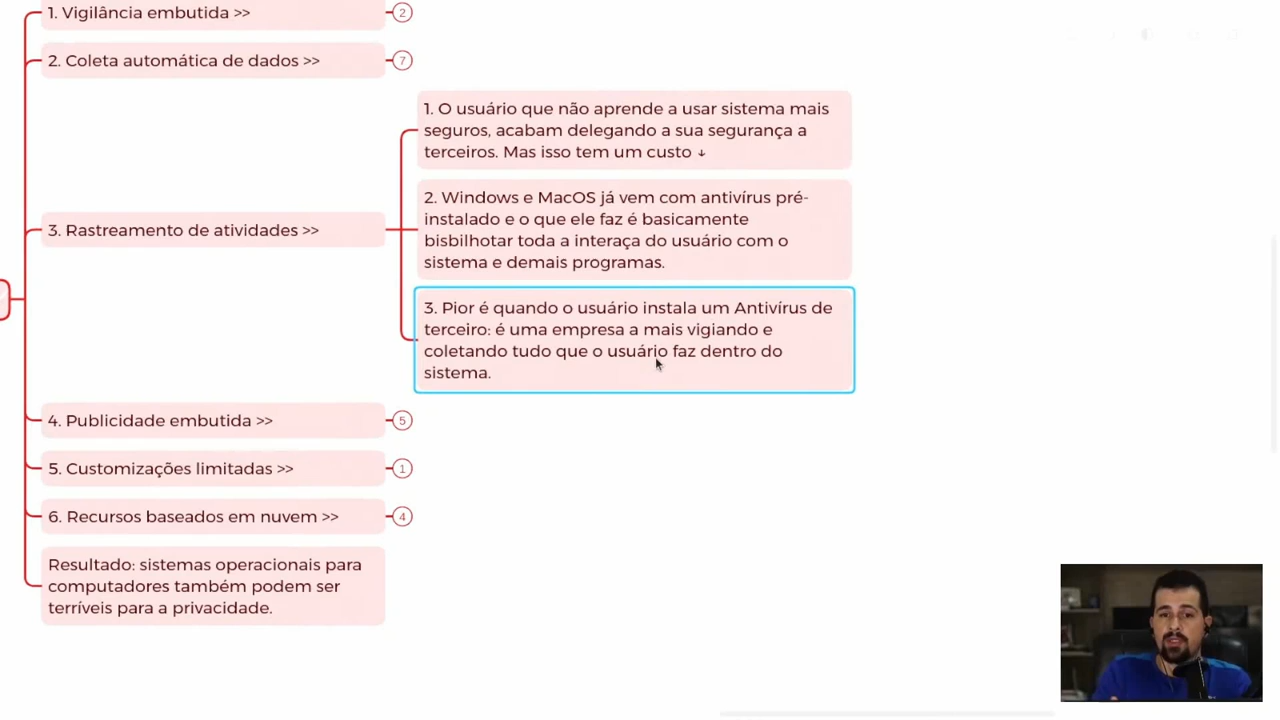 1. Vigilância embutida >>
2
2. Coleta automática de dados >>
7
3. Rastreamento de atividades >>
1. O usuário que não aprende a usar sistema mais
seguros, acabam delegando a sua segurança a
terceiros. Mas isso tem um custo ↓
2. Windows e MacOS já vem com antivírus pré-
instalado e o que ele faz é basicamente
bisbilhotar toda a interaça do usuário com o
sistema e demais programas.
3. Pior é quando o usuário instala um Antivírus de
terceiro: é uma empresa a mais vigiando e
coletando tudo que o usuário faz dentro do
sistema.
4. Publicidade embutida >>
5
5. Customizações limitadas >>
1
6. Recursos baseados em nuvem >>
4
Resultado: sistemas operacionais para
computadores também podem ser
terríveis para a privacidade.